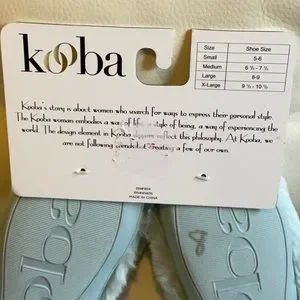 kooba
Size Shoe Size
Small 5-6
Medium 6 ½ - 7 ½
Large 8-9
X-Large 9 ½ - 10 ½
Kooba's story is about women who search for ways to express their personal style.
The Kooba woman embodies a way of life, a style of being, a way of experiencing the
world. The design element in Kooba slippers reflect this philosophy. At Kooba, we
are not following trends but creating a few of our own.
MADE IN CHINA